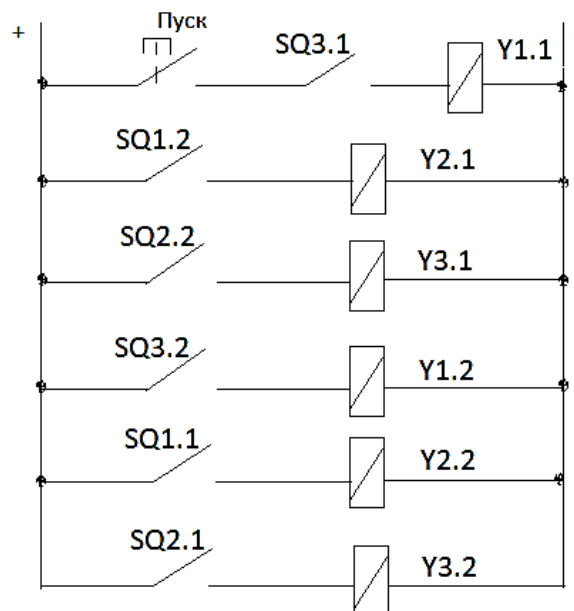 + Пуск SQ3.1 Y1.1
SQ1.2 Y2.1
SQ2.2 Y3.1
SQ3.2 Y1.2
SQ1.1 Y2.2
SQ2.1 Y3.2